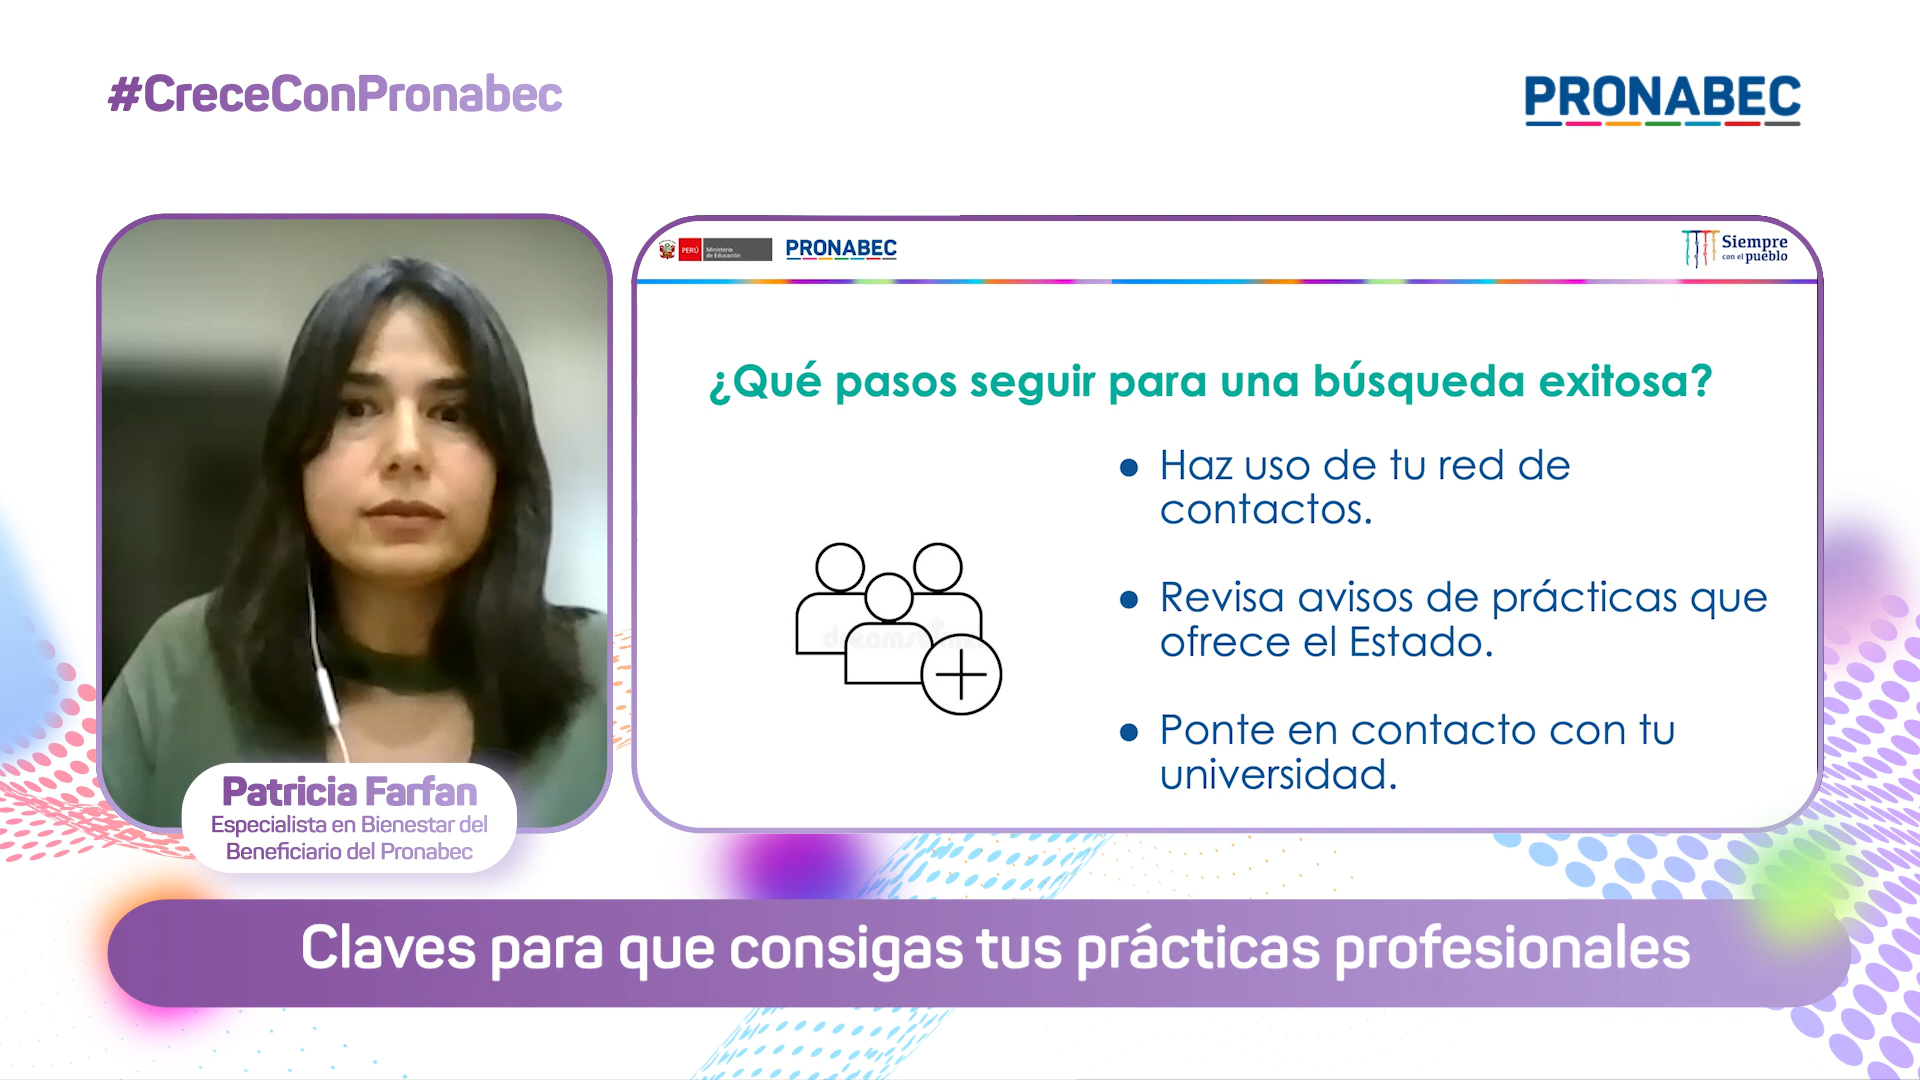 #CreceConPronabec
PRONABEC
PERÚ
Ministerio
de Educación
PRONABEC
Siempre
con el pueblo
¿Qué pasos seguir para una búsqueda exitosa?
● Haz uso de tu red de
contactos.
● Revisa avisos de prácticas que
ofrece el Estado.
● Ponte en contacto con tu
universidad.
Patricia Farfan
Especialista en Bienestar del
Beneficiario del Pronabec
Claves para que consigas tus prácticas profesionales